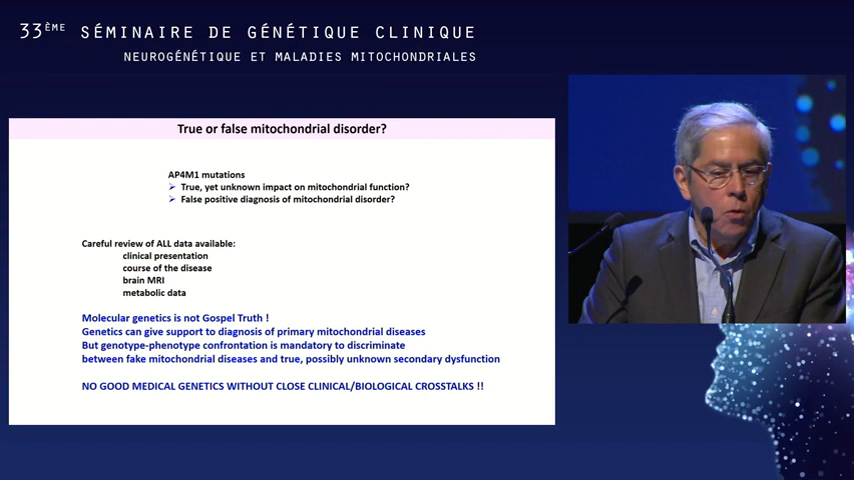 33ÈME SÉMINAIRE DE GÉNÉTIQUE CLINIQUE
NEUROGÉNÉTIQUE ET MALADIES MITOCHONDRIALES
True or false mitochondrial disorder?
AP4M1 mutations
➢ True, yet unknown impact on mitochondrial function?
➢ False positive diagnosis of mitochondrial disorder?
Careful review of ALL data available:
clinical presentation
course of the disease
brain MRI
metabolic data
Molecular genetics is not Gospel Truth !
Genetics can give support to diagnosis of primary mitochondrial diseases
But genotype-phenotype confrontation is mandatory to discriminate
between fake mitochondrial diseases and true, possibly unknown secondary dysfunction
NO GOOD MEDICAL GENETICS WITHOUT CLOSE CLINICAL/BIOLOGICAL CROSSTALKS !!